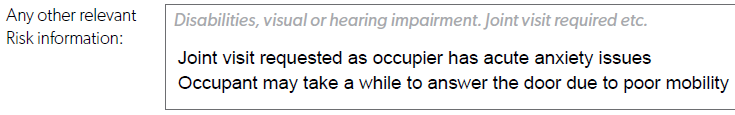 Any other relevant
Risk information:
Disabilities, visual or hearing impairment. Joint visit required etc.
Joint visit requested as occupier has acute anxiety issues
Occupant may take a while to answer the door due to poor mobility